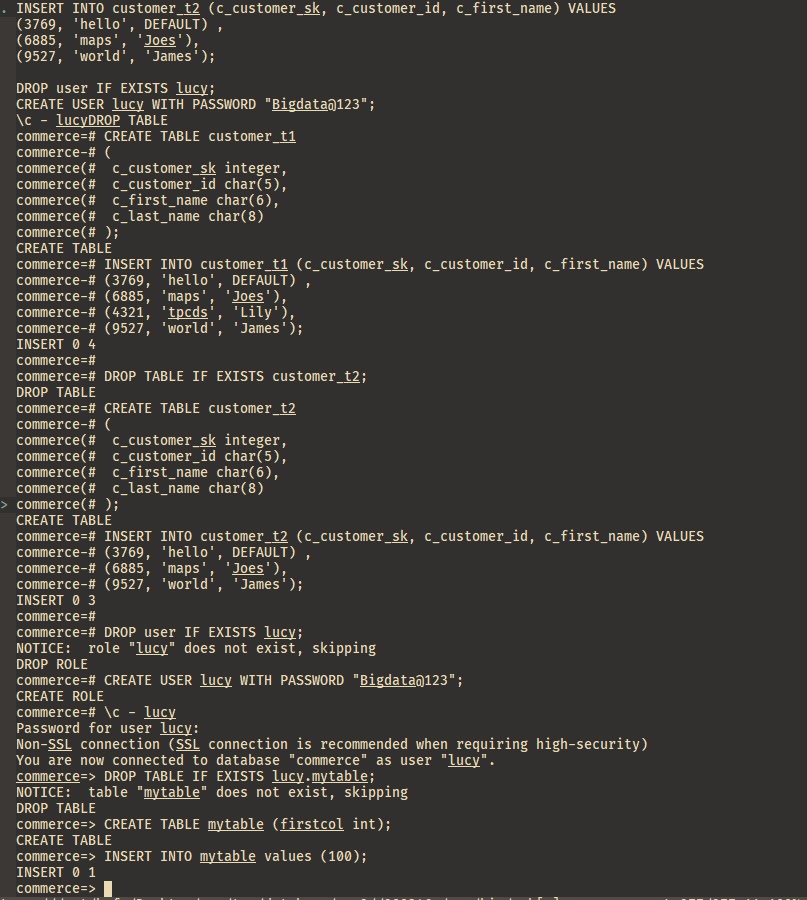 INSERT INTO customer_t2 (c_customer_sk, c_customer_id, c_first_name) VALUES
(3769, 'hello', DEFAULT) ,
(6885, 'maps', 'Joes'),
(9527, 'world', 'James');
DROP user IF EXISTS lucy;
CREATE USER lucy WITH PASSWORD "Bigdata@123";
\c - lucyDROP TABLE
commerce=# CREATE TABLE customer_t1
commerce-# (
commerce(#  c_customer_sk integer,
commerce(#  c_customer_id char(5),
commerce(#  c_first_name char(6),
commerce(#  c_last_name char(8)
commerce(# );
CREATE TABLE
commerce=# INSERT INTO customer_t1 (c_customer_sk, c_customer_id, c_first_name) VALUES
commerce-# (3769, 'hello', DEFAULT) ,
commerce-# (6885, 'maps', 'Joes'),
commerce-# (4321, 'tpcds', 'Lily'),
commerce-# (9527, 'world', 'James');
INSERT 0 4
commerce=#
commerce=# DROP TABLE IF EXISTS customer_t2;
DROP TABLE
commerce=# CREATE TABLE customer_t2
commerce-# (
commerce(#  c_customer_sk integer,
commerce(#  c_customer_id char(5),
commerce(#  c_first_name char(6),
commerce(#  c_last_name char(8)
> commerce(# );
CREATE TABLE
commerce=# INSERT INTO customer_t2 (c_customer_sk, c_customer_id, c_first_name) VALUES
commerce-# (3769, 'hello', DEFAULT) ,
commerce-# (6885, 'maps', 'Joes'),
commerce-# (9527, 'world', 'James');
INSERT 0 3
commerce=#
commerce=# DROP user IF EXISTS lucy;
NOTICE:  role "lucy" does not exist, skipping
DROP ROLE
commerce=# CREATE USER lucy WITH PASSWORD "Bigdata@123";
CREATE ROLE
commerce=# \c - lucy
Password for user lucy:
Non-SSL connection (SSL connection is recommended when requiring high-security)
You are now connected to database "commerce" as user "lucy".
commerce=> DROP TABLE IF EXISTS lucy.mytable;
NOTICE:  table "mytable" does not exist, skipping
DROP TABLE
commerce=> CREATE TABLE mytable (firstcol int);
CREATE TABLE
commerce=> INSERT INTO mytable values (100);
INSERT 0 1
commerce=>